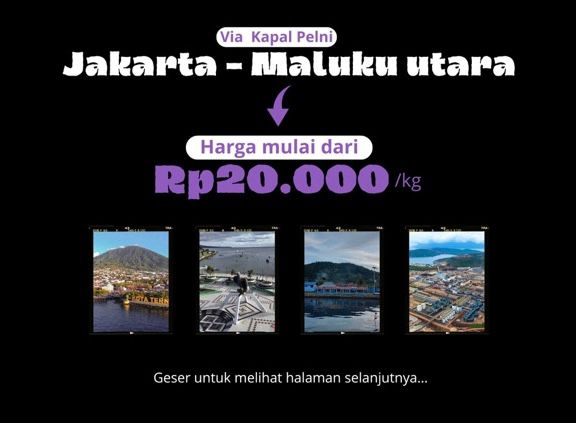 Via Kapal Pelni
Jakarta - Maluku utara
Harga mulai dari
Rp20.000 /kg
Geser untuk melihat halaman selanjutnya...